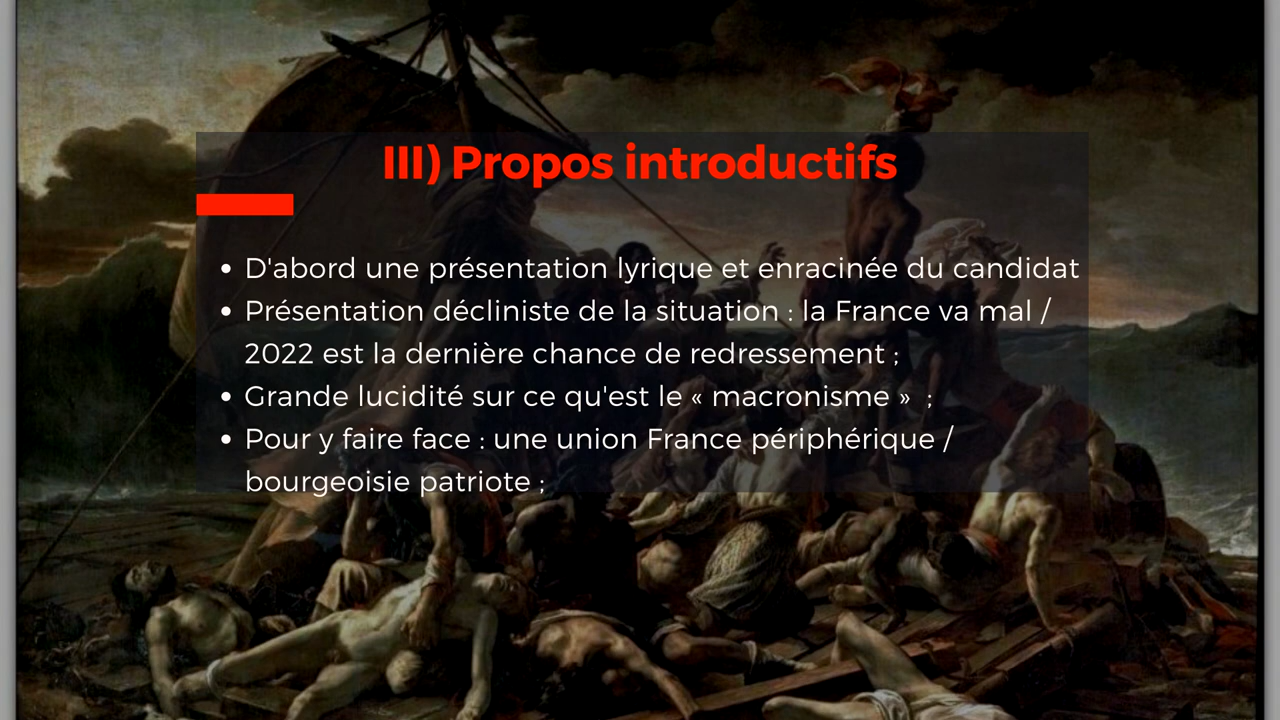 III) Propos introductifs
• D'abord une présentation lyrique et enracinée du candidat
• Présentation décliniste de la situation : la France va mal /
2022 est la dernière chance de redressement ;
• Grande lucidité sur ce qu'est le « macronisme » ;
• Pour y faire face : une union France périphérique /
bourgeoisie patriote ;